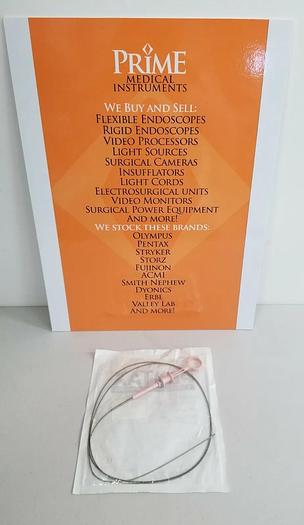 PRIME
MEDICAL
INSTRUMENTS
WE BUY AND SELL:
FLEXIBLE ENDOSCOPES
RIGID ENDOSCOPES
VIDEO PROCESSORS
LIGHT SOURCES
SURGICAL CAMERAS
INSUFFLATORS
LIGHT CORDS
ELECTROSURGICAL UNITS
VIDEO MONITORS
SURGICAL POWER EQUIPMENT
AND MORE!
WE STOCK THESE BRANDS:
OLYMPUS
PENTAX
STRYKER
STORZ
FUJINON
ACMI
SMITH NEPHEW
DYONICS
ERBE
VALLEY LAB
AND MORE!